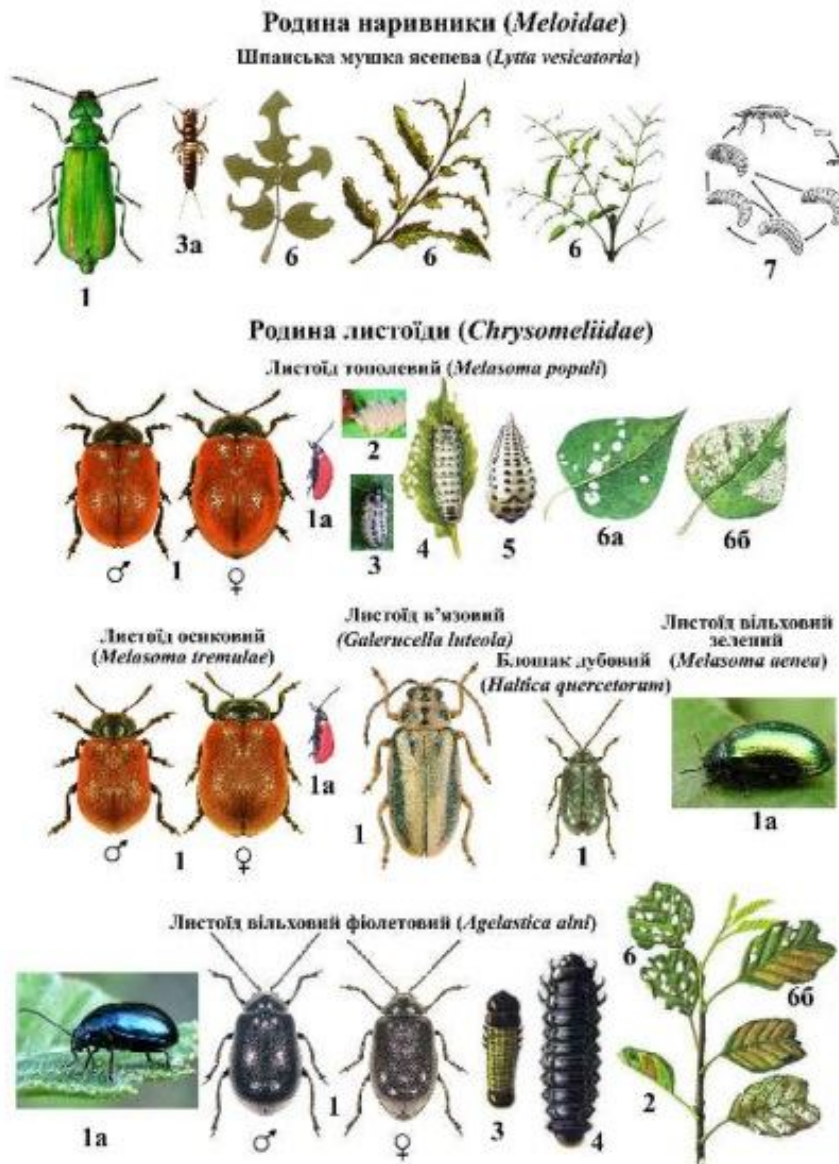 Родина наривники (Meloidae)
Шпанська мушка ясенева (Lytta vesicatoria)
1
3а
6
6
6
7
Родина листоїди (Chrysomeliidae)
Листоїд тополевий (Melasoma populi)
♂
1
♀
1а
2
3
4
5
6а
6б
Листоїд осиковий
(Melasoma tremulae)
♂
1
♀
1а
Листоїд в’язовий
(Galerucella luteola)
1
Блошак дубовий
(Haltica quercetorum)
1
Листоїд вільховий
зелений
(Melasoma aenea)
1а
Листоїд вільховий фіолетовий (Agelastica alni)
1а
♂
1
♀
3
4
6
6б
2